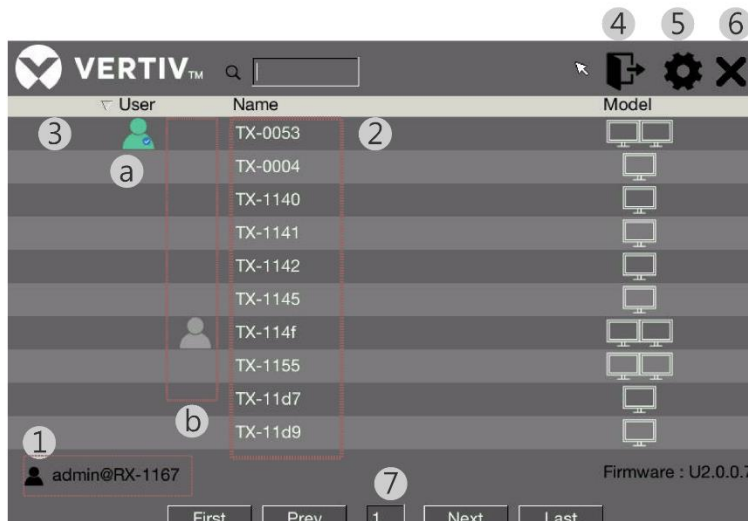 4 5 6
VERTIV™
User Name Model
3 TX-0053 2
a TX-0004
TX-1140
TX-1141
TX-1142
TX-1145
TX-114f
TX-1155
b TX-11d7
TX-11d9
1
admin@RX-1167 Firmware : U2.0.0.7
7
First Prev 1 Next Last